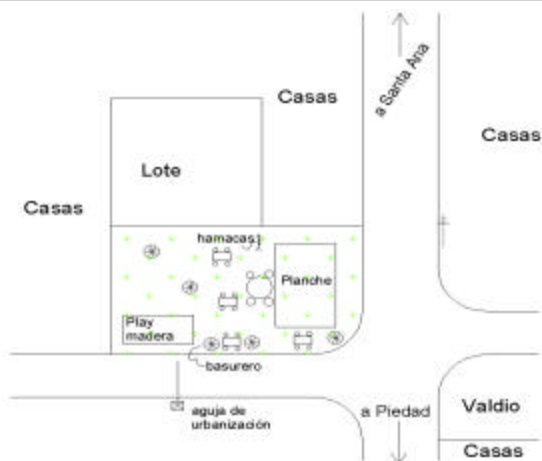 Casas
a Santa Ana
Casas
Lote
Casas
hamacas
Planche
Play
madera
basurero
aguja de
urbanización
a Piedad
Valdio
Casas